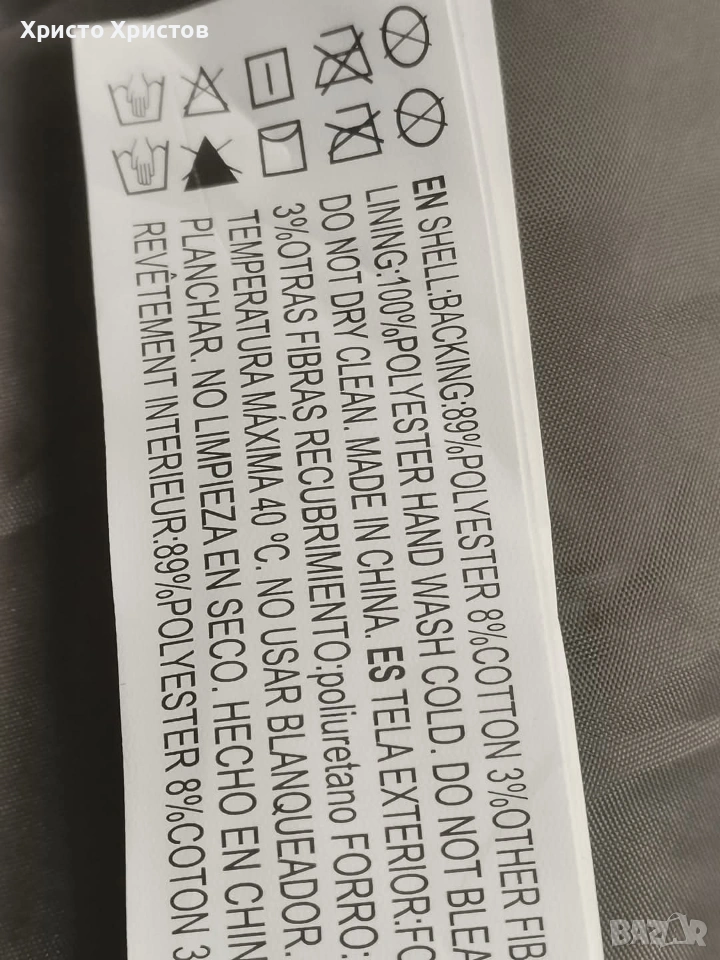 Христо Христов
EN SHELL:BACKING:89%POLYESTER 8%COTTON 3%OTHER FIB
LINING:100%POLYESTER HAND WASH COLD. DO NOT BLEA
DO NOT DRY CLEAN. MADE IN CHINA. ES TELA EXTERIOR:FO
3%OTRAS FIBRAS RECUBRIMIENTO;poliuretano FORRO:
TEMPERATURA MÁXIMA 40 ºC. NO USAR BLANQUEADOR.
PLANCHAR. NO LIMPIEZA EN SECO. HECHO EN CHIN
REVÊTEMENT INTERIEUR:89%POLYESTER 8%COTON 3
BAZAR